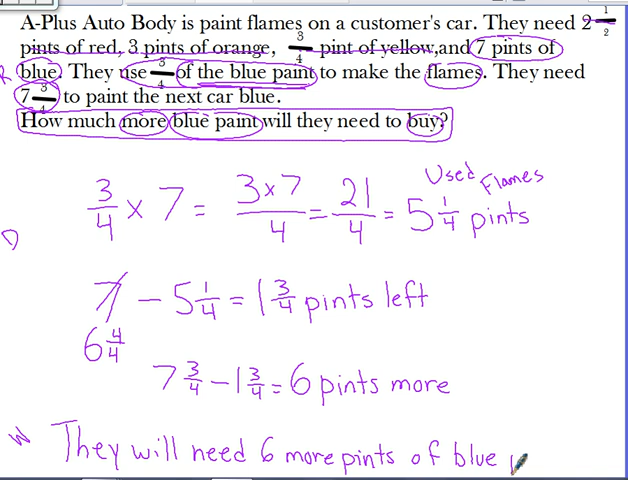 A-Plus Auto Body is paint flames on a customer's car. They need 2 1/2
pints of red, 3 pints of orange, 3/4 pint of yellow, and 7 pints of
R blue. They use 3/4 of the blue paint to make the flames. They need
7 3/4 to paint the next car blue.
How much more blue paint will they need to buy?
Used Flames
3/4 x 7 = 3 x 7/4 = 21/4 = 5 1/4 pints
D
7 - 5 1/4 = 1 3/4 pints left
6 4/4
7 3/4 - 1 3/4 = 6 pints more
W They will need 6 more pints of blue